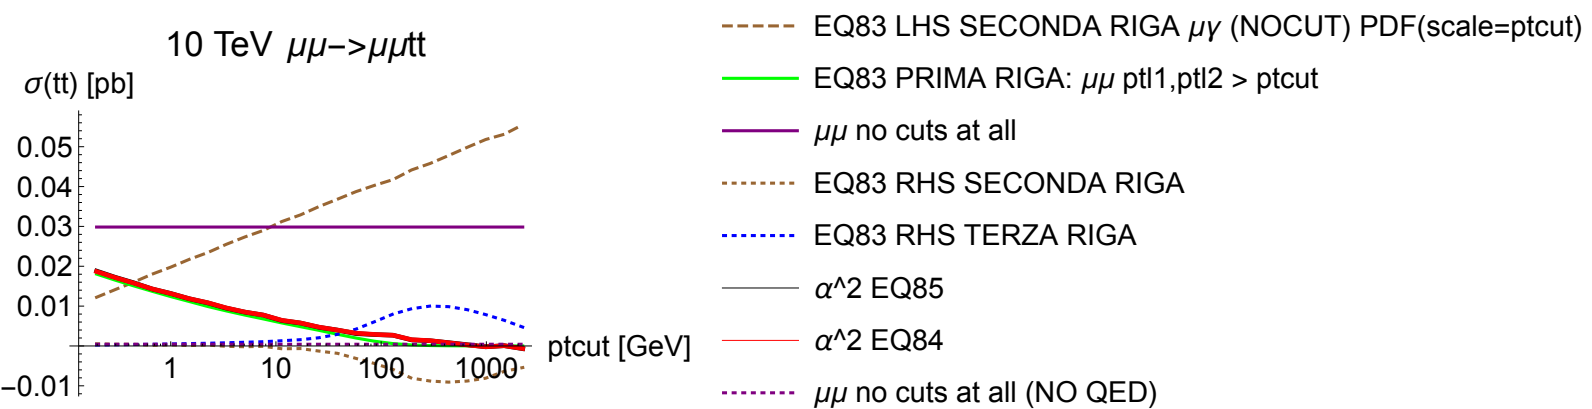 10 TeV μμ−>μμtt
σ(tt) [pb]
0.05
0.04
0.03
0.02
0.01
−0.01
1
10
100
1000
ptcut [GeV]
EQ83 LHS SECONDA RIGA μγ (NOCUT) PDF(scale=ptcut)
EQ83 PRIMA RIGA: μμ ptl1,ptl2 > ptcut
μμ no cuts at all
EQ83 RHS SECONDA RIGA
EQ83 RHS TERZA RIGA
α^2 EQ85
α^2 EQ84
μμ no cuts at all (NO QED)